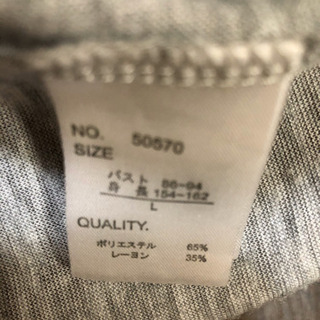 NO. 50570
SIZE
バスト 86-94
身長 154-162
L
QUALITY.
ポリエステル 65%
レーヨン 35%